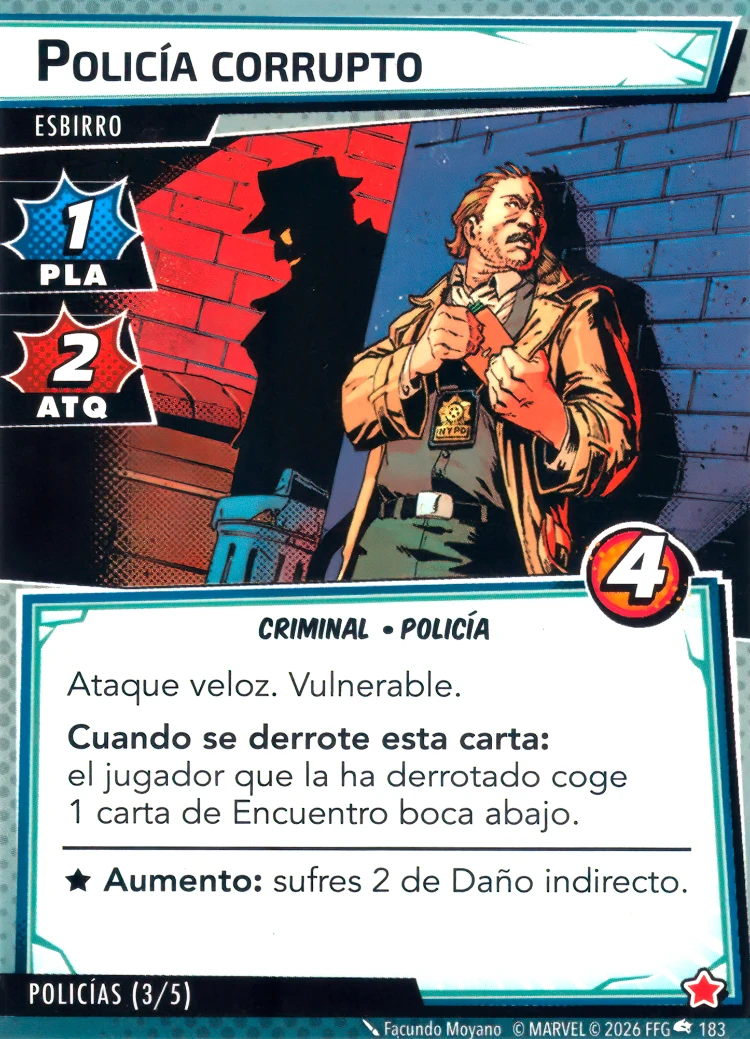 POLICÍA CORRUPTO
ESBIRRO
1
PLA
2
ATQ
NYPD
4
CRIMINAL • POLICÍA
Ataque veloz. Vulnerable.
Cuando se derrote esta carta:
el jugador que la ha derrotado coge
1 carta de Encuentro boca abajo.
★ Aumento: sufres 2 de Daño indirecto.
POLICÍAS (3/5)
Facundo Moyano © MARVEL © 2026 FFG 183